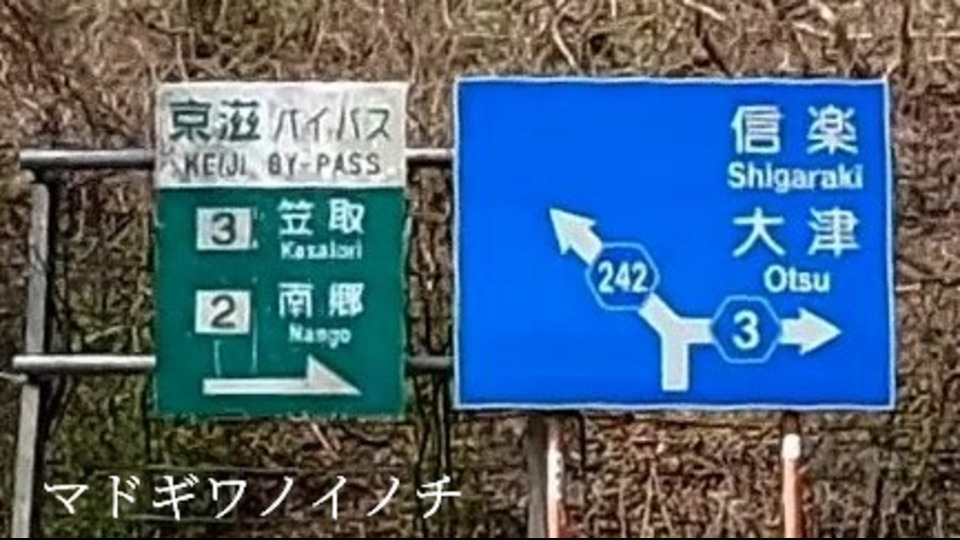 京滋バイパス
KEIJI BY-PASS
3 笠取
Kasatori
2 南郷
Nango
信楽
Shigaraki
大津
Otsu
242
3
マドギワノイノチ